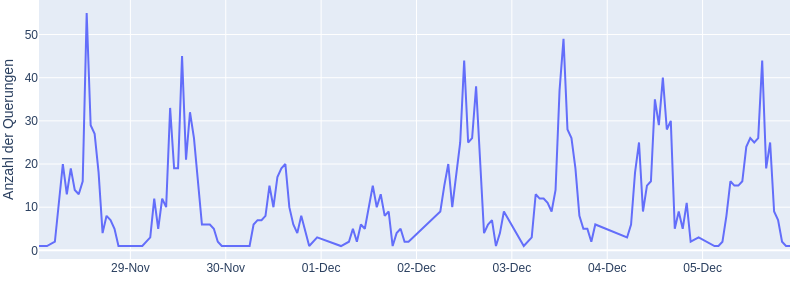 Anzahl der Querungen
50
40
30
20
10
0
29-Nov
30-Nov
01-Dec
02-Dec
03-Dec
04-Dec
05-Dec